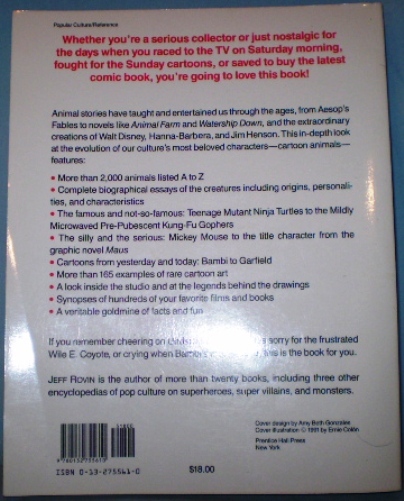 Popular Culture/Reference
Whether you're a serious collector or just nostalgic for
the days when you raced to the TV on Saturday morning,
fought for the Sunday cartoons, or saved to buy the latest
comic book, you're going to love this book!
Animal stories have taught and entertained us through the ages, from Aesop's
Fables to novels like Animal Farm and Watership Down, and the extraordinary
creations of Walt Disney, Hanna-Barbera, and Jim Henson. This in-depth look
at the evolution of our culture's most beloved characters—cartoon animals—
features:
• More than 2,000 animals listed A to Z
• Complete biographical essays of the creatures including origins, personali-
ties, and characteristics
• The famous and not-so-famous: Teenage Mutant Ninja Turtles to the Mildly
Microwaved Pre-Pubescent Kung-Fu Gophers
• The silly and the serious: Mickey Mouse to the title character from the
graphic novel Maus
• Cartoons from yesterday and today: Bambi to Garfield
• More than 165 examples of rare cartoon art
• A look inside the studio and at the legends behind the drawings
• Synopses of hundreds of your favorite films and books
• A veritable goldmine of facts and fun
If you remember cheering on sorry for the frustrated
Wile E. Coyote, or crying when is the book for you.
JEFF ROVIN is the author of more than twenty books, including three other
encyclopedias of pop culture on superheroes, super villains, and monsters.
Cover design by Amy Beth Gonzales
Cover illustration © 1991 by Ernie Colón
Prentice Hall Press
New York
ISBN 0-13-275561-0
$18.00